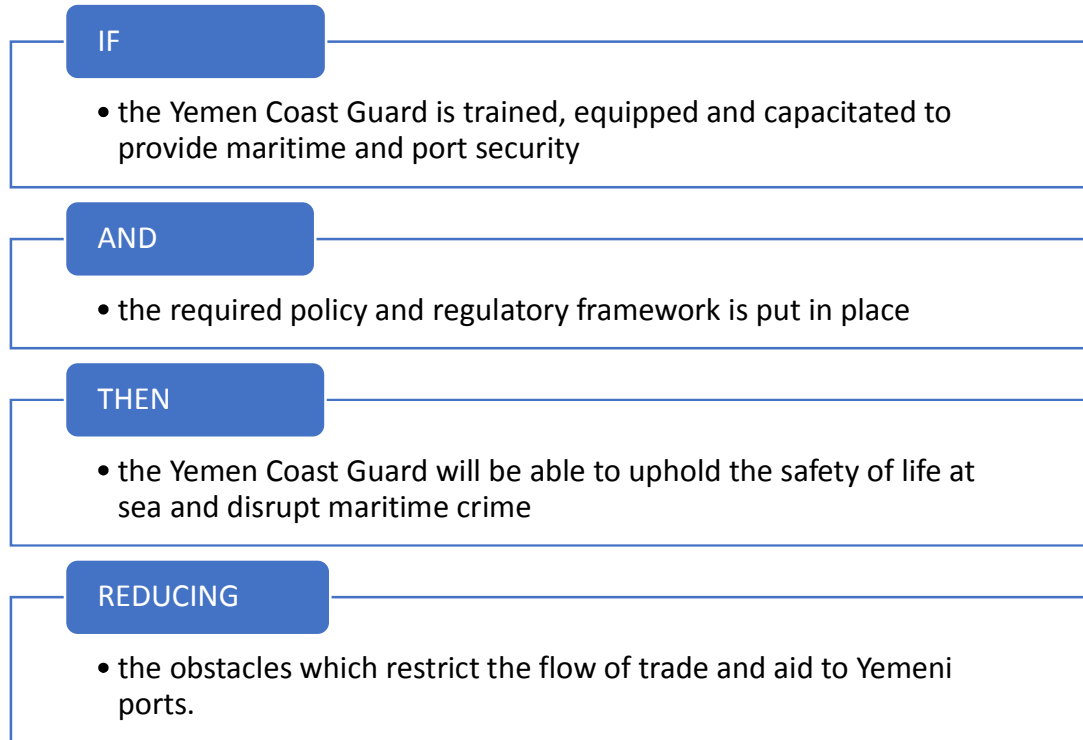 IF
• the Yemen Coast Guard is trained, equipped and capacitated to
provide maritime and port security
AND
• the required policy and regulatory framework is put in place
THEN
• the Yemen Coast Guard will be able to uphold the safety of life at
sea and disrupt maritime crime
REDUCING
• the obstacles which restrict the flow of trade and aid to Yemeni
ports.